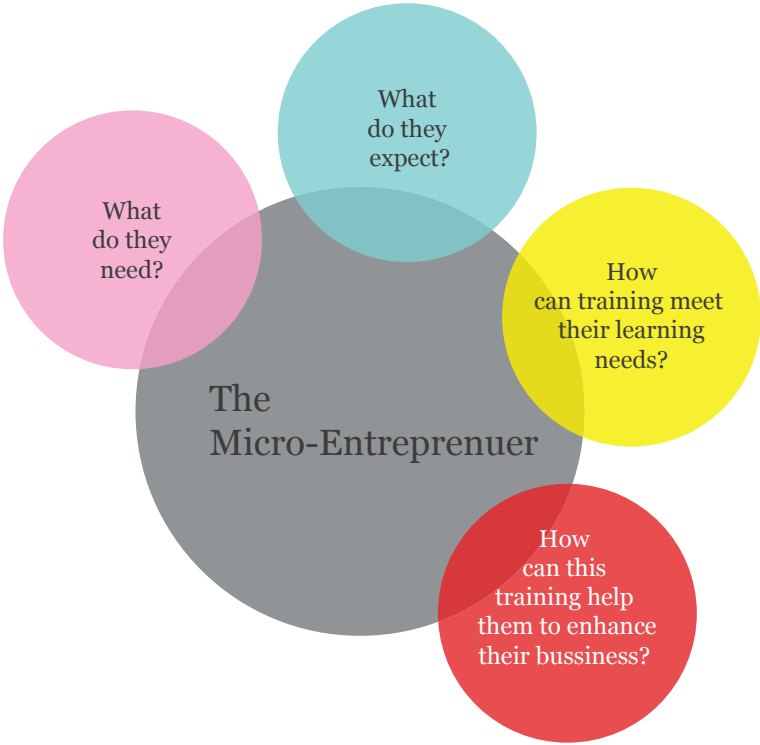 What
do they
expect?
What
do they
need?
How
can training meet
their learning
needs?
The
Micro-Entreprenuer
How
can this
training help
them to enhance
their bussiness?